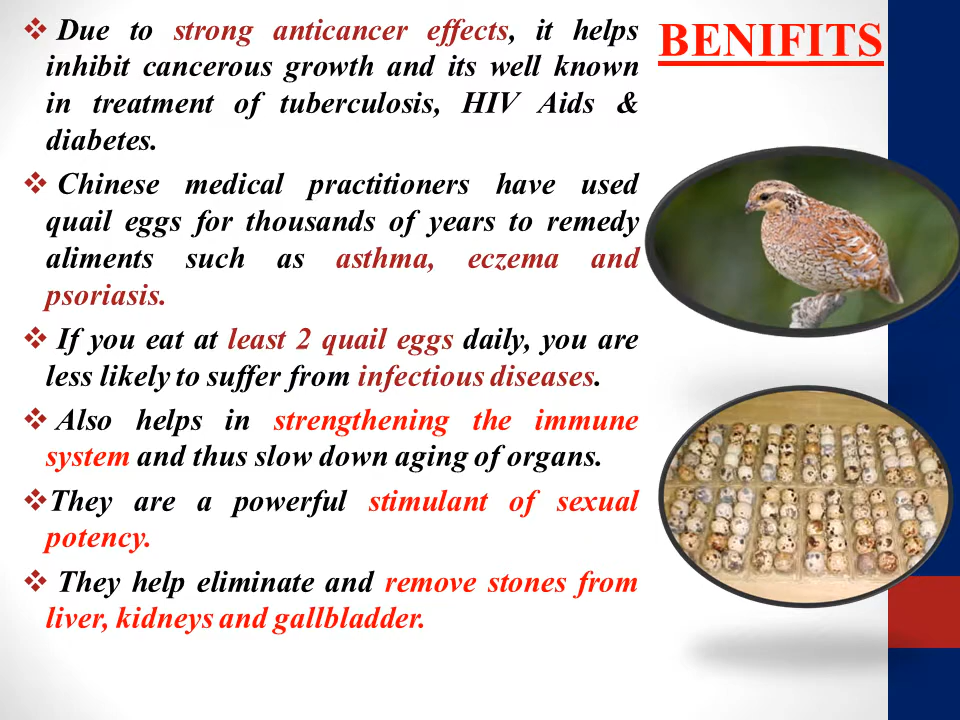 BENIFITS
❖ Due to strong anticancer effects, it helps
inhibit cancerous growth and its well known
in treatment of tuberculosis, HIV Aids &
diabetes.
❖ Chinese medical practitioners have used
quail eggs for thousands of years to remedy
aliments such as asthma, eczema and
psoriasis.
❖ If you eat at least 2 quail eggs daily, you are
less likely to suffer from infectious diseases.
❖ Also helps in strengthening the immune
system and thus slow down aging of organs.
❖They are a powerful stimulant of sexual
potency.
❖ They help eliminate and remove stones from
liver, kidneys and gallbladder.